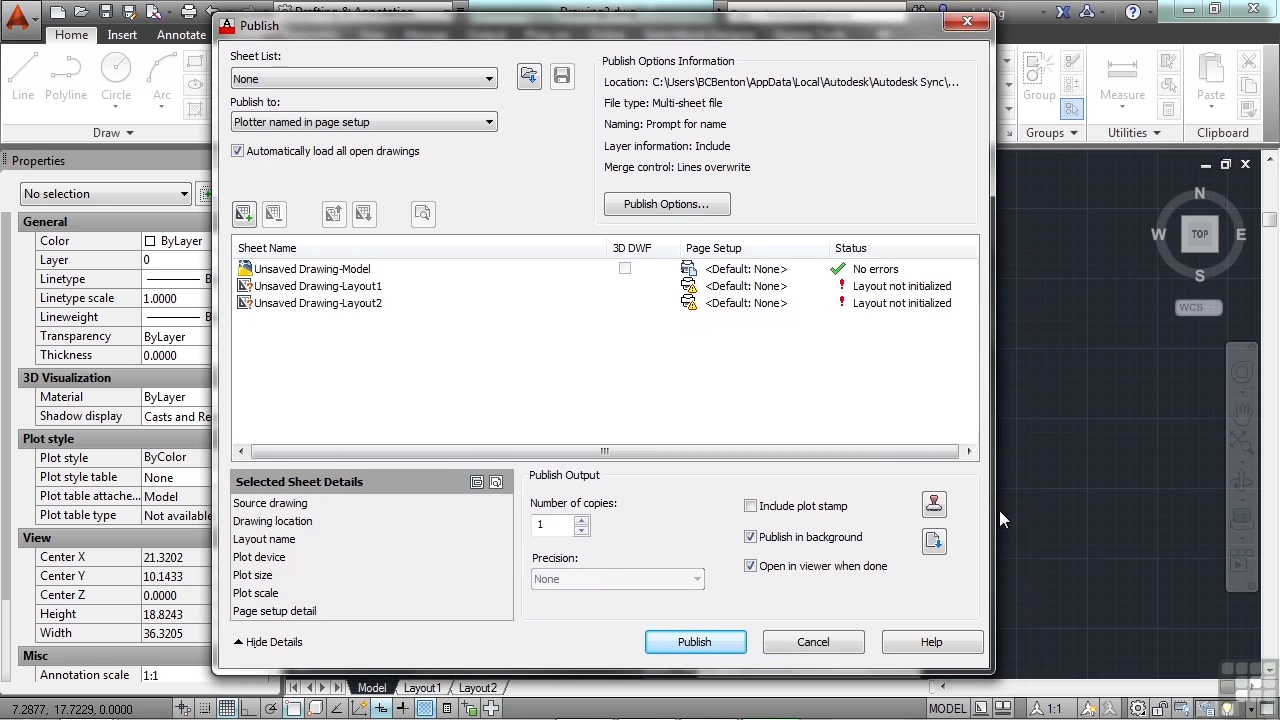 Drafting & Annotation
Drawing2.dwg
Publish
Home
Insert
Annotate
Line
Polyline
Circle
Arc
Draw
Group
Measure
Paste
Groups
Utilities
Clipboard
Sheet List:
None
Publish to:
Plotter named in page setup
Automatically load all open drawings
Publish Options Information
Location: C:\Users\BCBenton\AppData\Local\Autodesk\Autodesk Sync\,...
File type: Multi-sheet file
Naming: Prompt for name
Layer information: Include
Merge control: Lines overwrite
Publish Options...
Sheet Name
3D DWF
Page Setup
Status
Unsaved Drawing-Model
<Default: None>
No errors
Unsaved Drawing-Layout1
<Default: None>
Layout not initialized
Unsaved Drawing-Layout2
<Default: None>
Layout not initialized
Selected Sheet Details
Source drawing
Drawing location
Layout name
Plot device
Plot size
Plot scale
Page setup detail
Hide Details
Publish Output
Number of copies:
1
Precision:
None
Include plot stamp
Publish in background
Open in viewer when done
Publish
Cancel
Help
Properties
No selection
General
Color ByLayer
Layer 0
Linetype B
Linetype scale 1.0000
Lineweight B
Transparency ByLayer
Thickness 0.0000
3D Visualization
Material ByLayer
Shadow display Casts and Re
Plot style
Plot style ByColor
Plot style table None
Plot table attache... Model
Plot table type Not available
View
Center X 21.3202
Center Y 10.1433
Center Z 0.0000
Height 18.8243
Width 36.3205
Misc
Annotation scale 1:1
N
W
TOP
E
S
WCS
Model
Layout1
Layout2
7.2877, 17.7229, 0.0000
MODEL
1:1